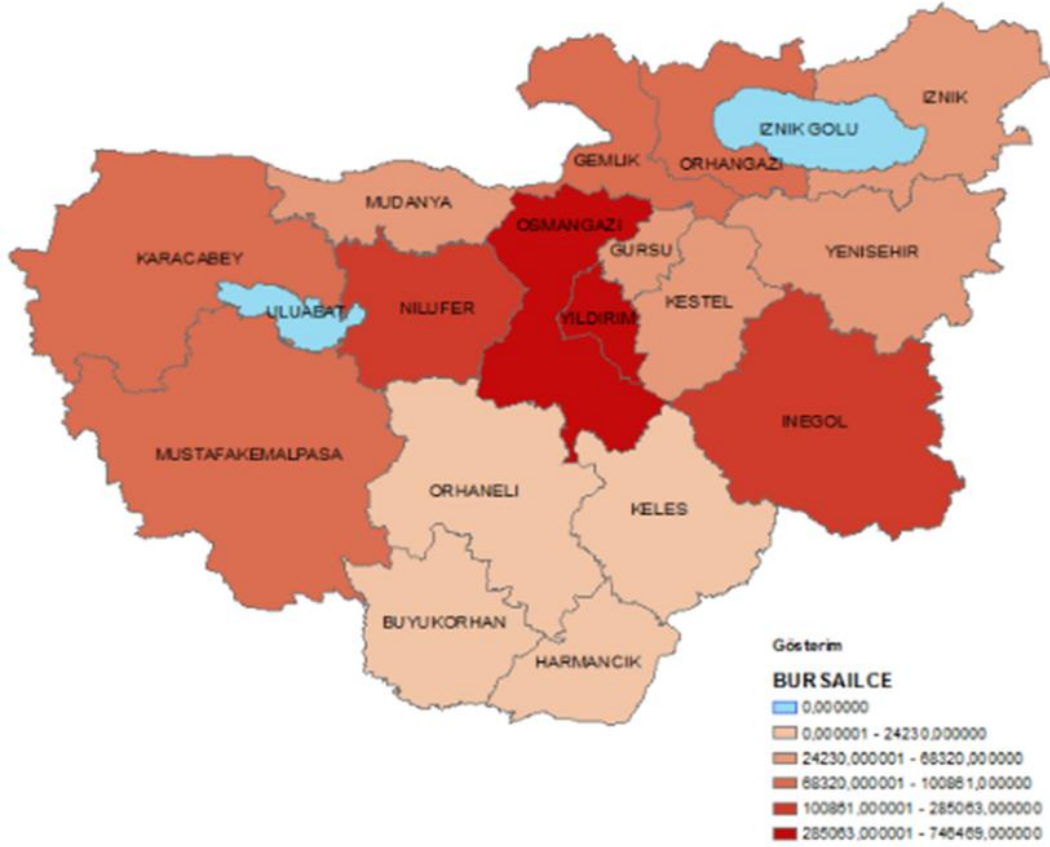 IZNIK
IZNIK GOLU
GEMLIK
ORHANGAZI
MUDANYA
OSMANGAZI
GURSU
YENISEHIR
KARACABEY
KESTEL
ULUABAT
NILUFER
YILDIRIM
INEGOL
MUSTAFAKEMALPASA
ORHANELI
KELES
BUYUKORHAN
HARMANCIK
Gösterim
BURSAILCE
0,000000
0,000001 - 24230,000000
24230,000001 - 68320,000000
68320,000001 - 100861,000000
100861,000001 - 285063,000000
285063,000001 - 746469,000000